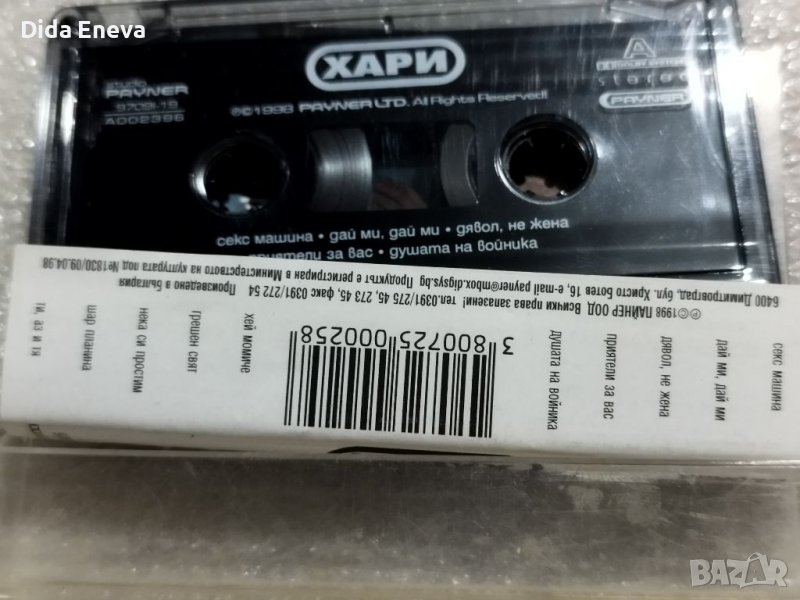 Dida Eneva
ХАРИ
PAYNER
9709I-19
ADD2396
℗©1998 PAYNER LTD. All Rights Reserved!!
A
stereo
PAYNER
секс машина • дай ми, дай ми • дявол, не жена
приятели за вас • душата на войника
℗©1998 ПАЙНЕР ООД Всички права запазени! тел.0391/275 45, 273 45, факс 0391/272 54 Произведено в България
6400 Димитровград, бул. Христо Ботев 16, e-mail payner@mbox.digsys.bg Продуктът е регистриран в Министерството на културата под №1830/09.04.98
секс машина
дай ми, дай ми
дявол, не жена
приятели за вас
душата на войника
3 800725 000258
хей момиче
грешен свят
нека си простим
шар планина
ти, аз и тя
BAZAR